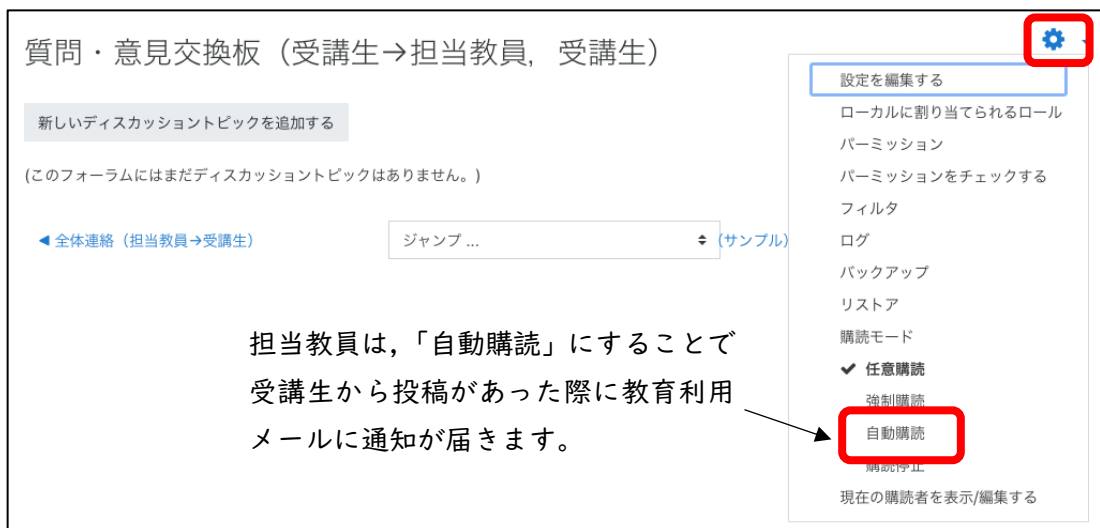 質問・意見交換板（受講生→担当教員，受講生）
新しいディスカッショントピックを追加する
(このフォーラムにはまだディスカッショントピックはありません。)
◀ 全体連絡（担当教員→受講生）
ジャンプ ...
(サンプル)
設定を編集する
ローカルに割り当てられるロール
パーミッション
パーミッションをチェックする
フィルタ
ログ
バックアップ
リストア
購読モード
✔ 任意購読
強制購読
自動購読
購読停止
現在の購読者を表示/編集する
担当教員は，「自動購読」にすることで
受講生から投稿があった際に教育利用
メールに通知が届きます。